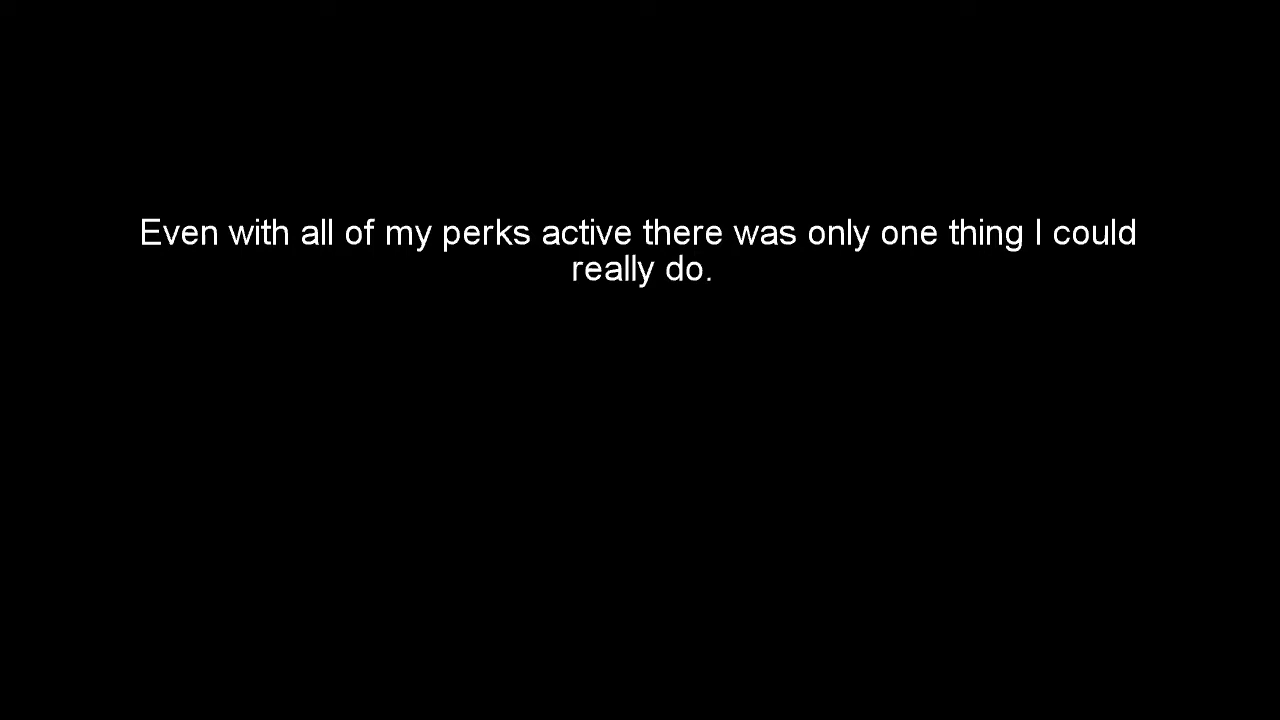 Even with all of my perks active there was only one thing I could
really do.